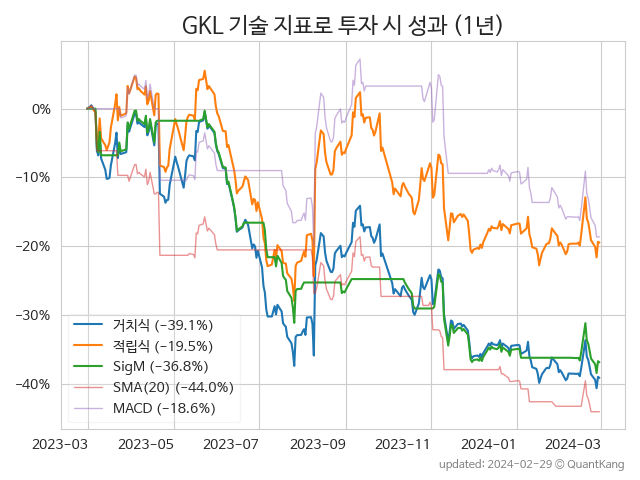 GKL 기술 지표로 투자 시 성과 (1년)
0%
−10%
−20%
−30%
−40%
거치식 (−39.1%)
적립식 (−19.5%)
SigM (−36.8%)
SMA(20) (−44.0%)
MACD (−18.6%)
2023−03 2023−05 2023−07 2023−09 2023−11 2024−01 2024−03
updated: 2024−02−29 © QuantKang